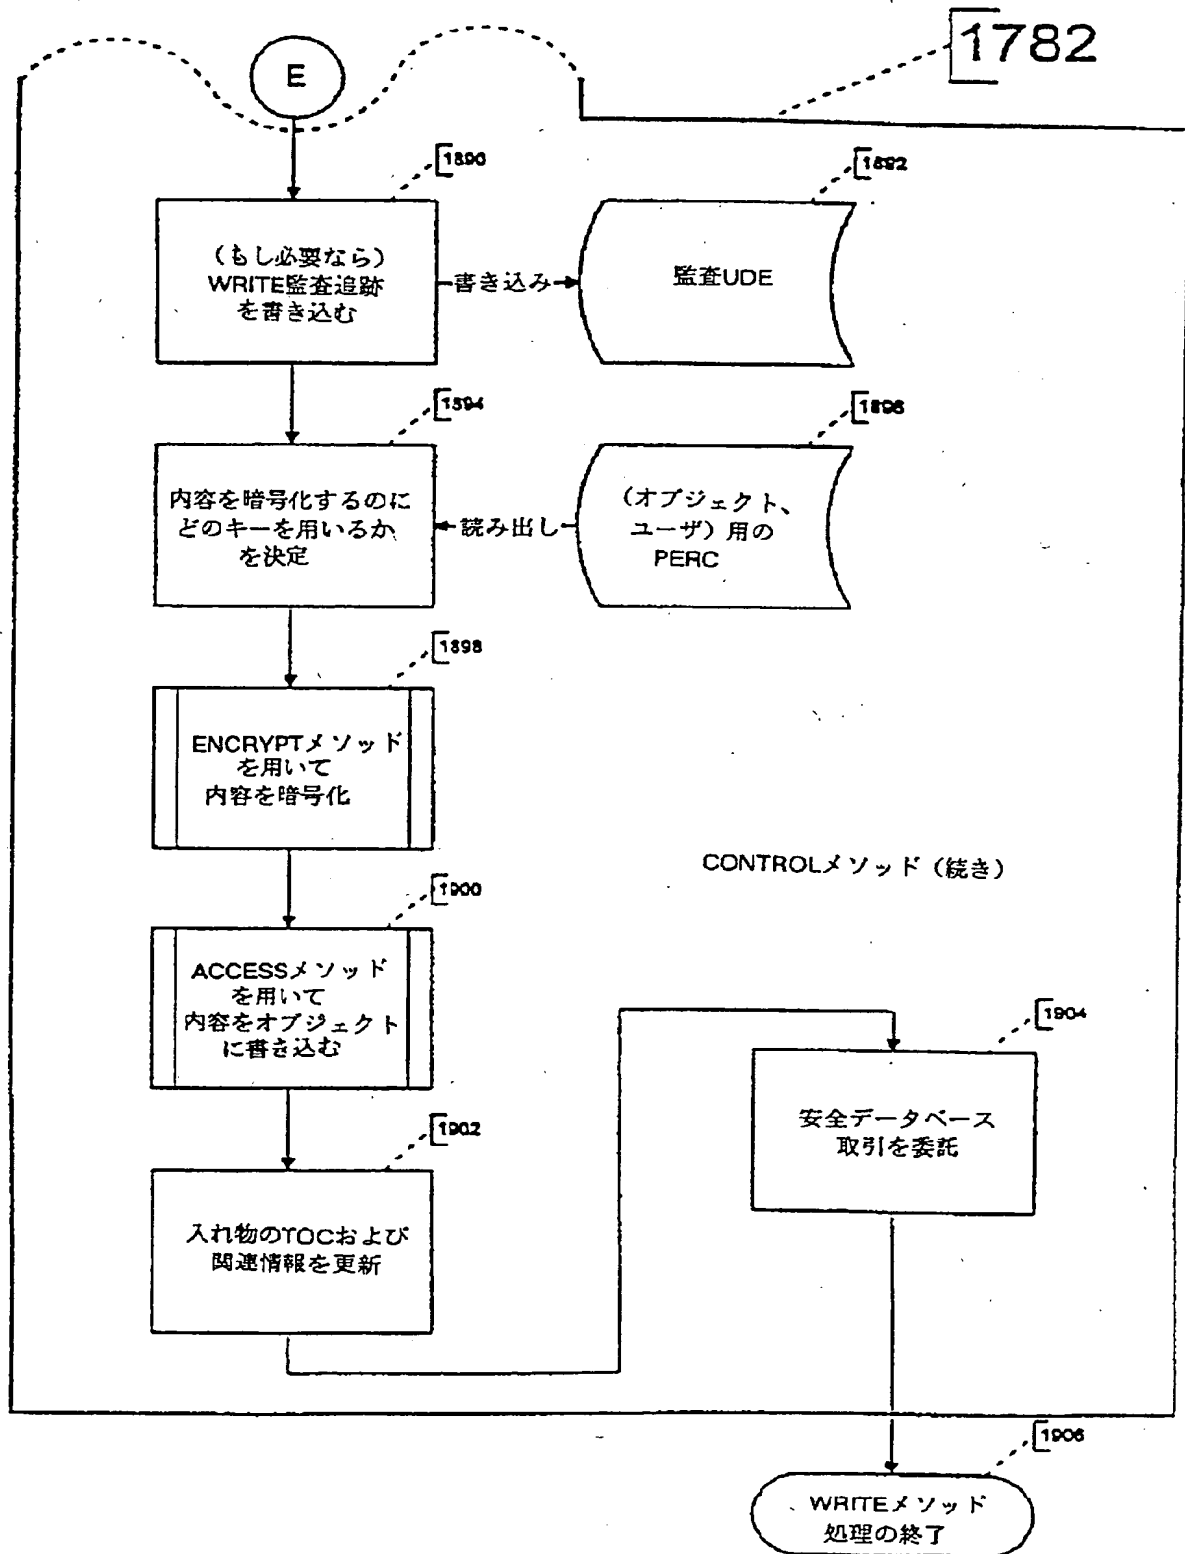 1782
E
1890
1892
(もし必要なら)
WRITE監査追跡
を書き込む
書き込み
監査UDE
1894
1896
内容を暗号化するのに
どのキーを用いるか
を決定
読み出し
(オブジェクト、
ユーザ)用の
PERC
1898
ENCRYPTメソッド
を用いて
内容を暗号化
CONTROLメソッド(続き)
1900
ACCESSメソッド
を用いて
内容をオブジェクト
に書き込む
1904
安全データベース
取引を委託
1902
入れ物のTOCおよび
関連情報を更新
1906
WRITEメソッド
処理の終了